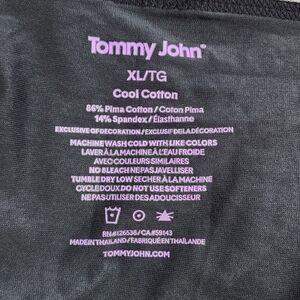 Tommy John®
XL/TG
Cool Cotton
86% Pima Cotton / Coton Pima
14% Spandex / Élasthanne
EXCLUSIVE OF DECORATION / EXCLUSIF DE LA DÉCORATION
MACHINE WASH COLD WITH LIKE COLORS
LAVER À LA MACHINE À L'EAU FROIDE
AVEC COULEURS SIMILAIRES
NO BLEACH NE PAS JAVELLISER
TUMBLE DRY LOW SÉCHER À LA MACHINE
CYCLE DOUX DO NOT USE SOFTENERS
NE PAS UTILISER D'ADOUCISSEUR
RN#126536 / CA#59143
MADE IN THAILAND / FABRIQUÉ EN THAÏLANDE
TOMMYJOHN.COM